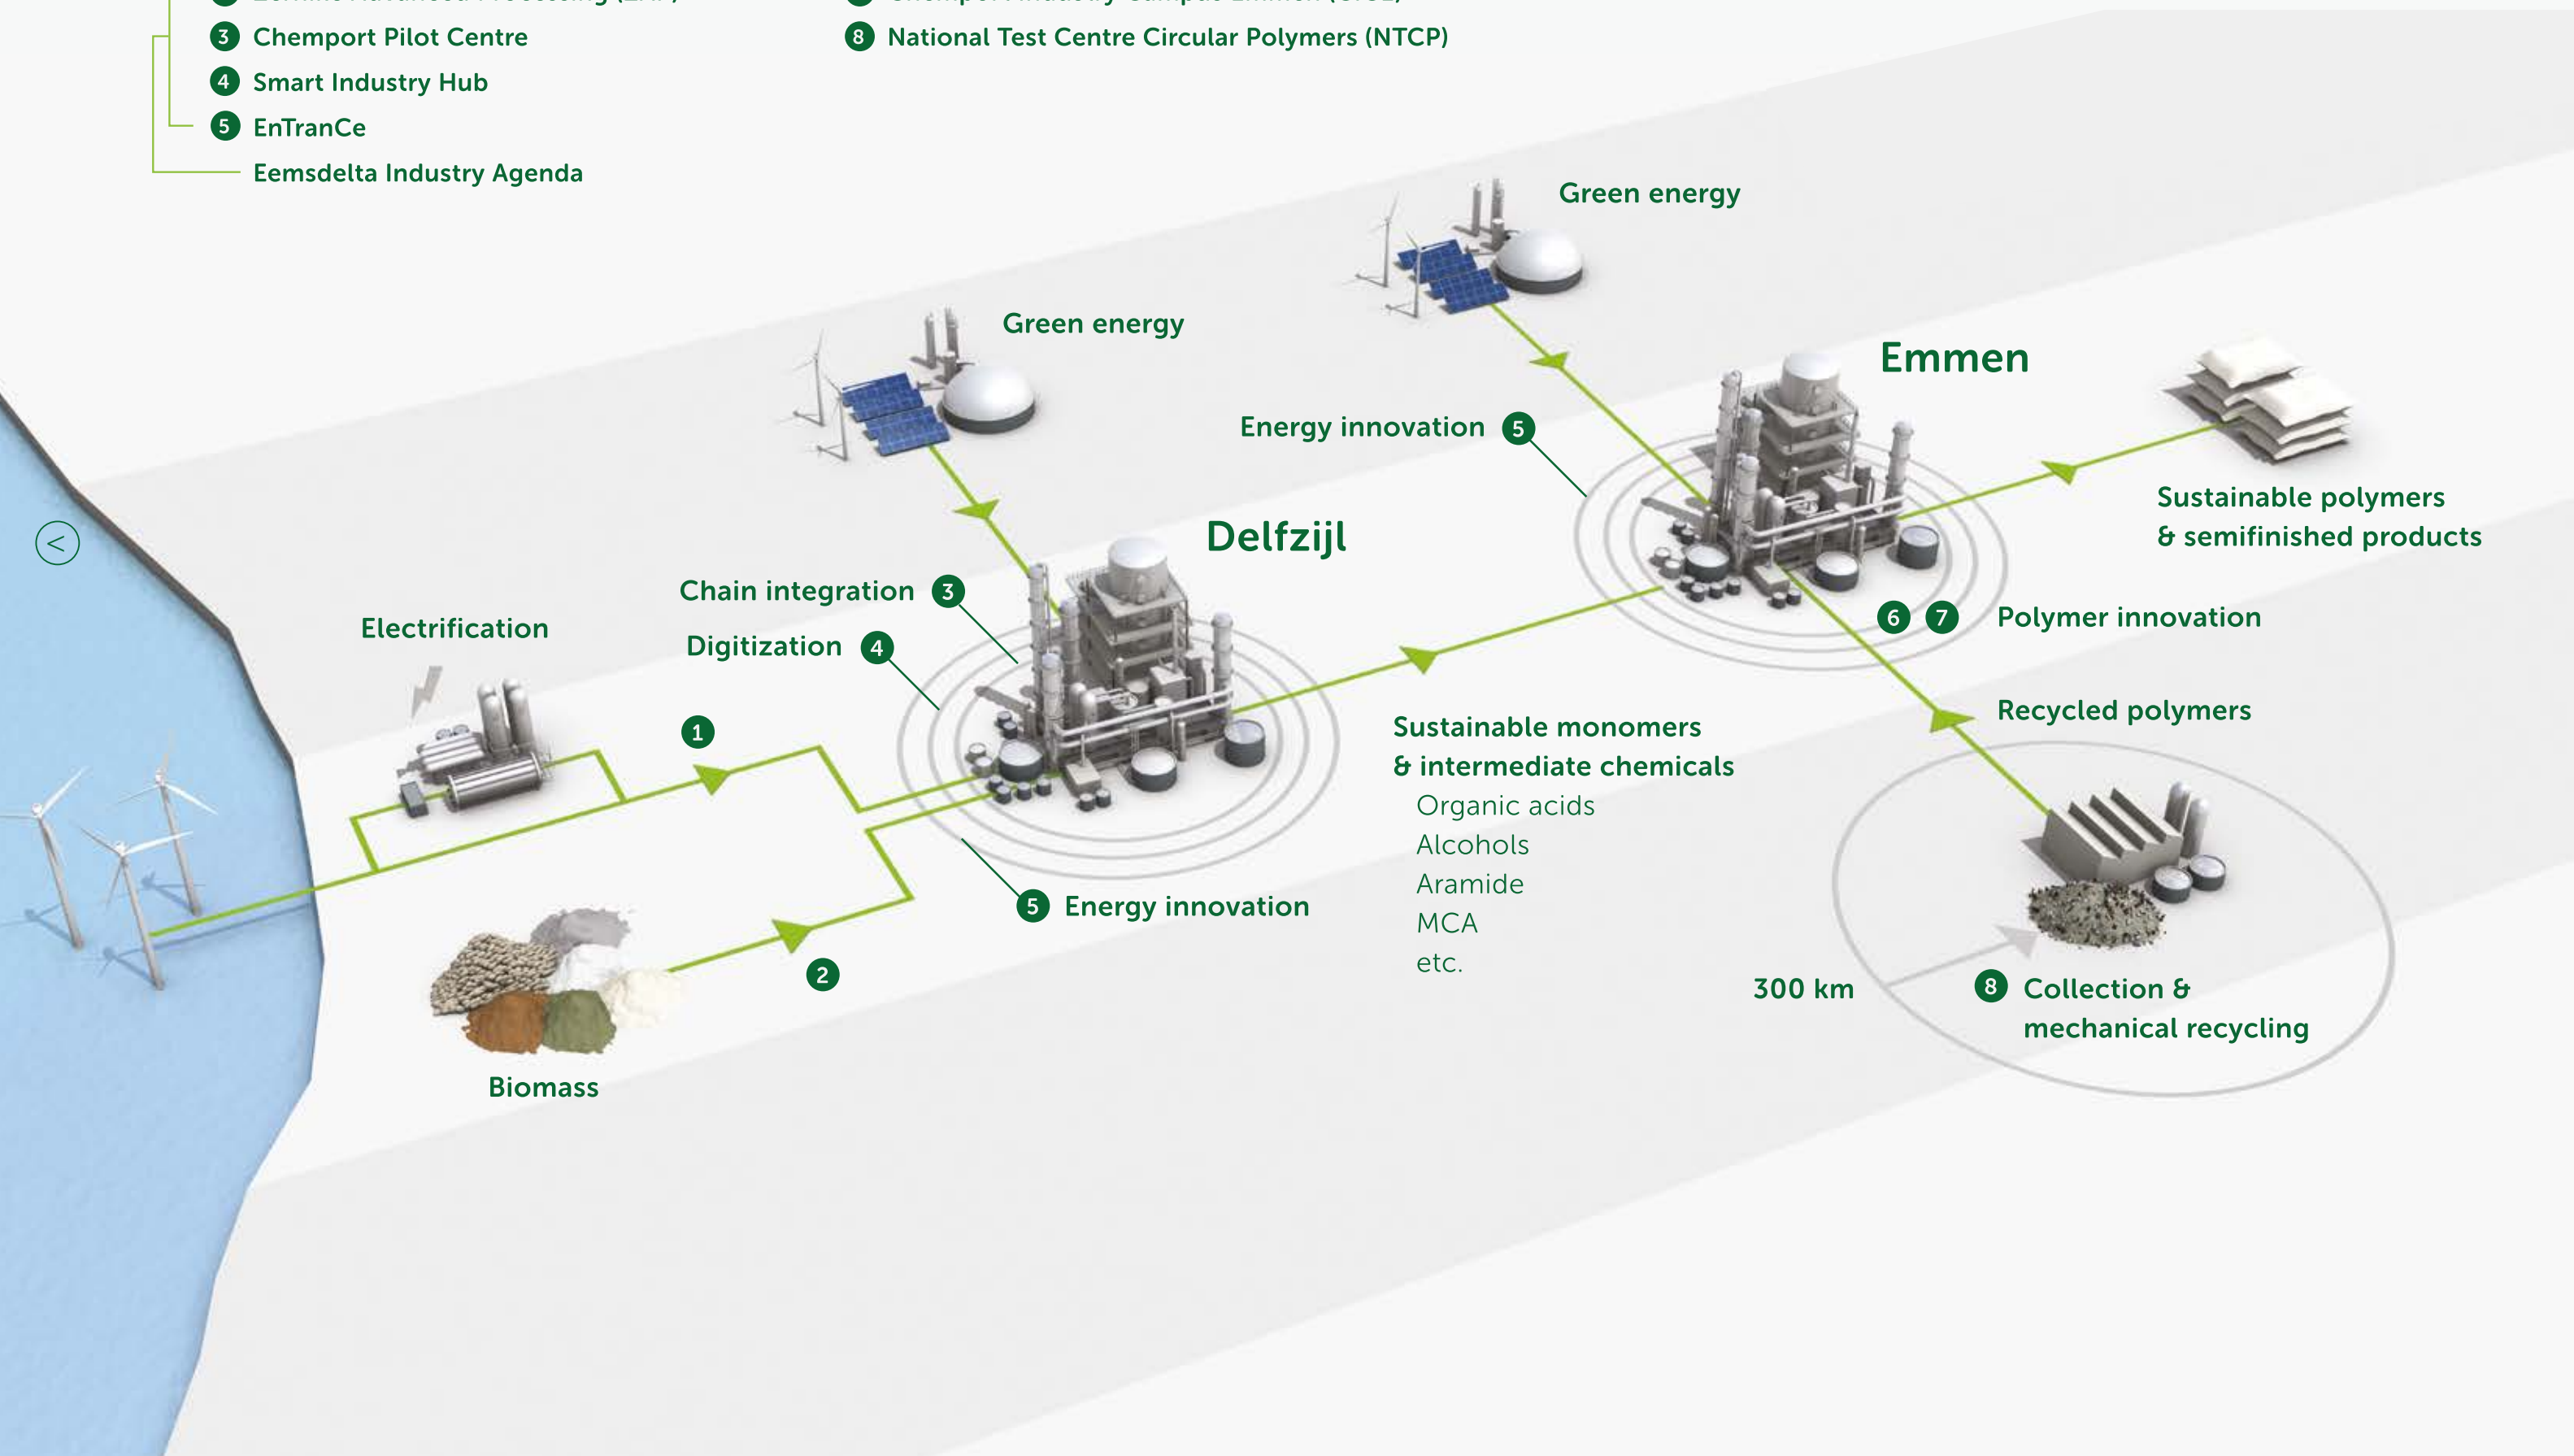 3 Chemport Pilot Centre
4 Smart Industry Hub
5 EnTranCe
Eemsdelta Industry Agenda
8 National Test Centre Circular Polymers (NTCP)
Green energy
Green energy
Emmen
Energy innovation 5
Sustainable polymers
& semifinished products
<
Delfzijl
Chain integration 3
Digitization 4
Electrification
6 7 Polymer innovation
Recycled polymers
1
Sustainable monomers
& intermediate chemicals
Organic acids
Alcohols
Aramide
MCA
etc.
5 Energy innovation
2
300 km
8 Collection &
mechanical recycling
Biomass